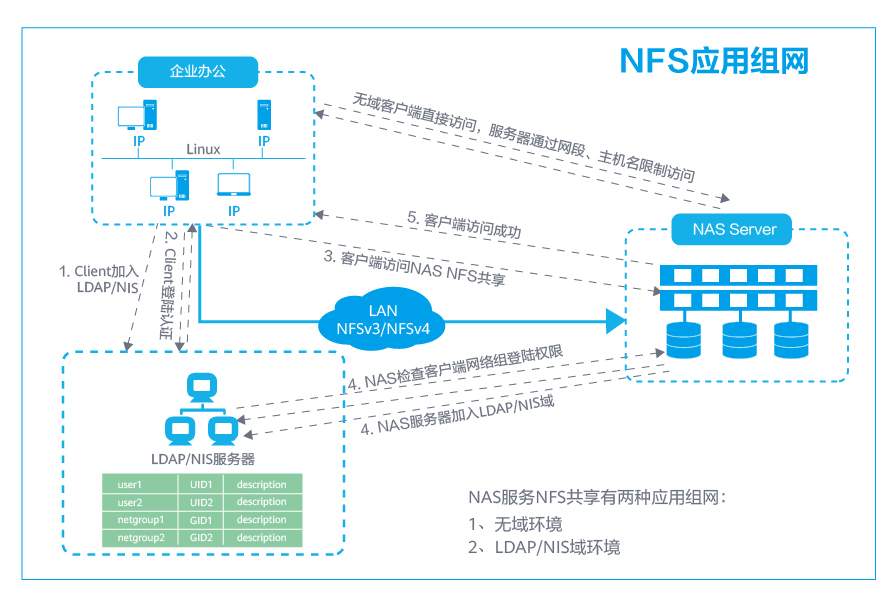 NFS应用组网
企业办公
IP
IP
Linux
IP
IP
无域客户端直接访问，服务器通过网段、主机名限制访问
NAS Server
5. 客户端访问成功
3. 客户端访问NAS NFS共享
1. Client加入
LDAP/NIS
2. Client登陆认证
LAN
NFSv3/NFSv4
4. NAS检查客户端网络组登陆权限
4. NAS服务器加入LDAP/NIS域
LDAP/NIS服务器
user1 UID1 description
user2 UID2 description
netgroup1 GID1 description
netgroup2 GID2 description
NAS服务NFS共享有两种应用组网：
1、无域环境
2、LDAP/NIS域环境